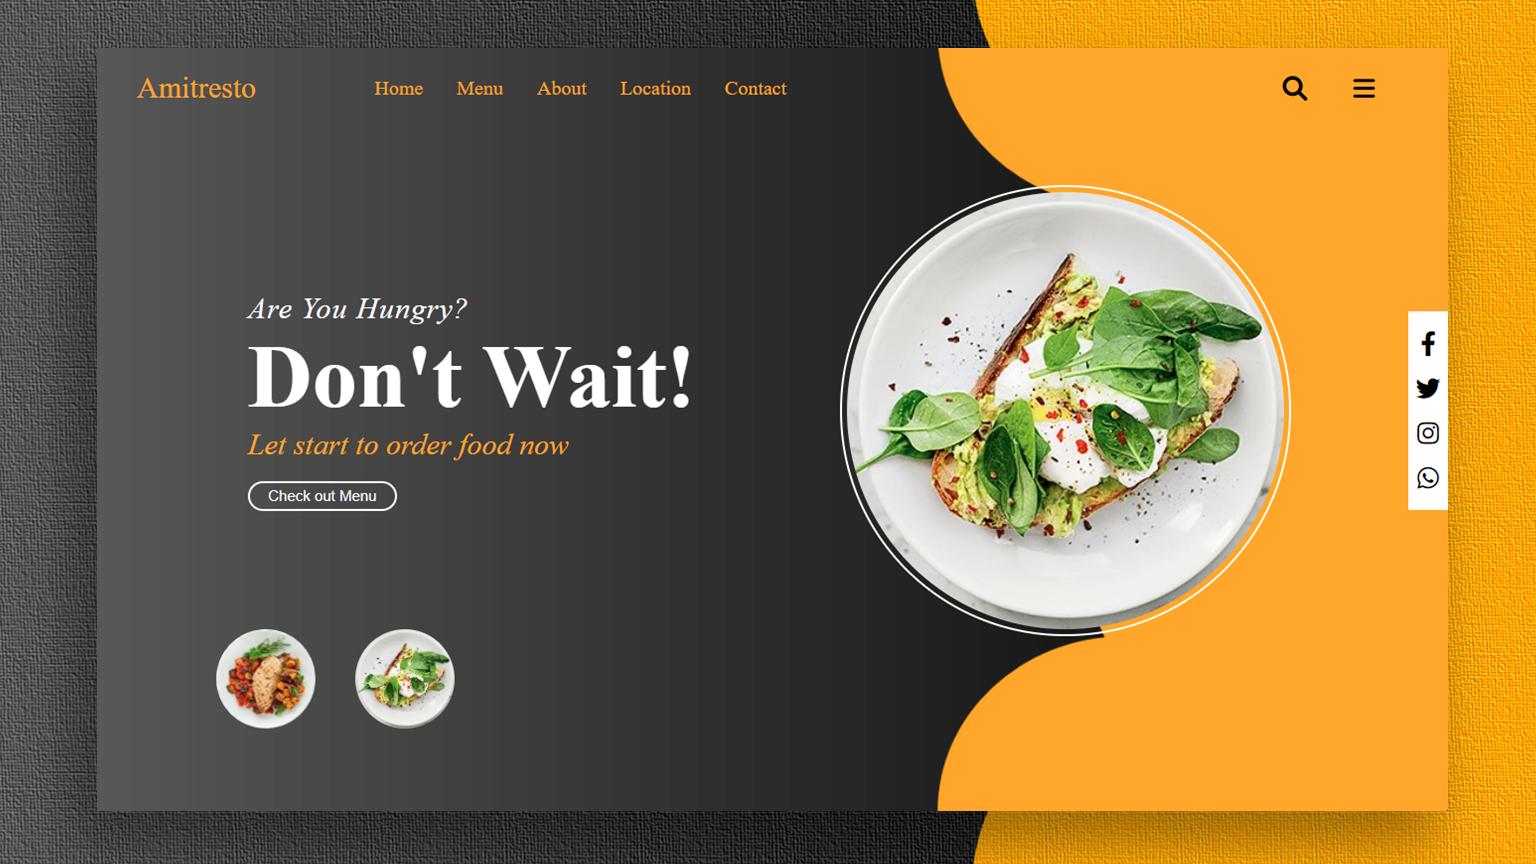 Amitresto
Home Menu About Location Contact
Are You Hungry?
Don't Wait!
Let start to order food now
Check out Menu